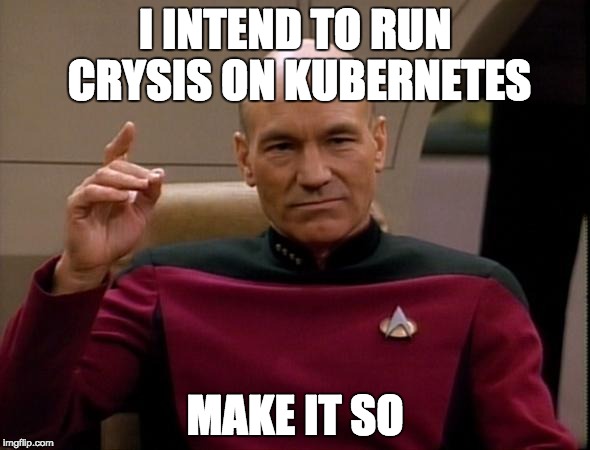 I INTEND TO RUN
CRYSIS ON KUBERNETES
MAKE IT SO
imgflip.com